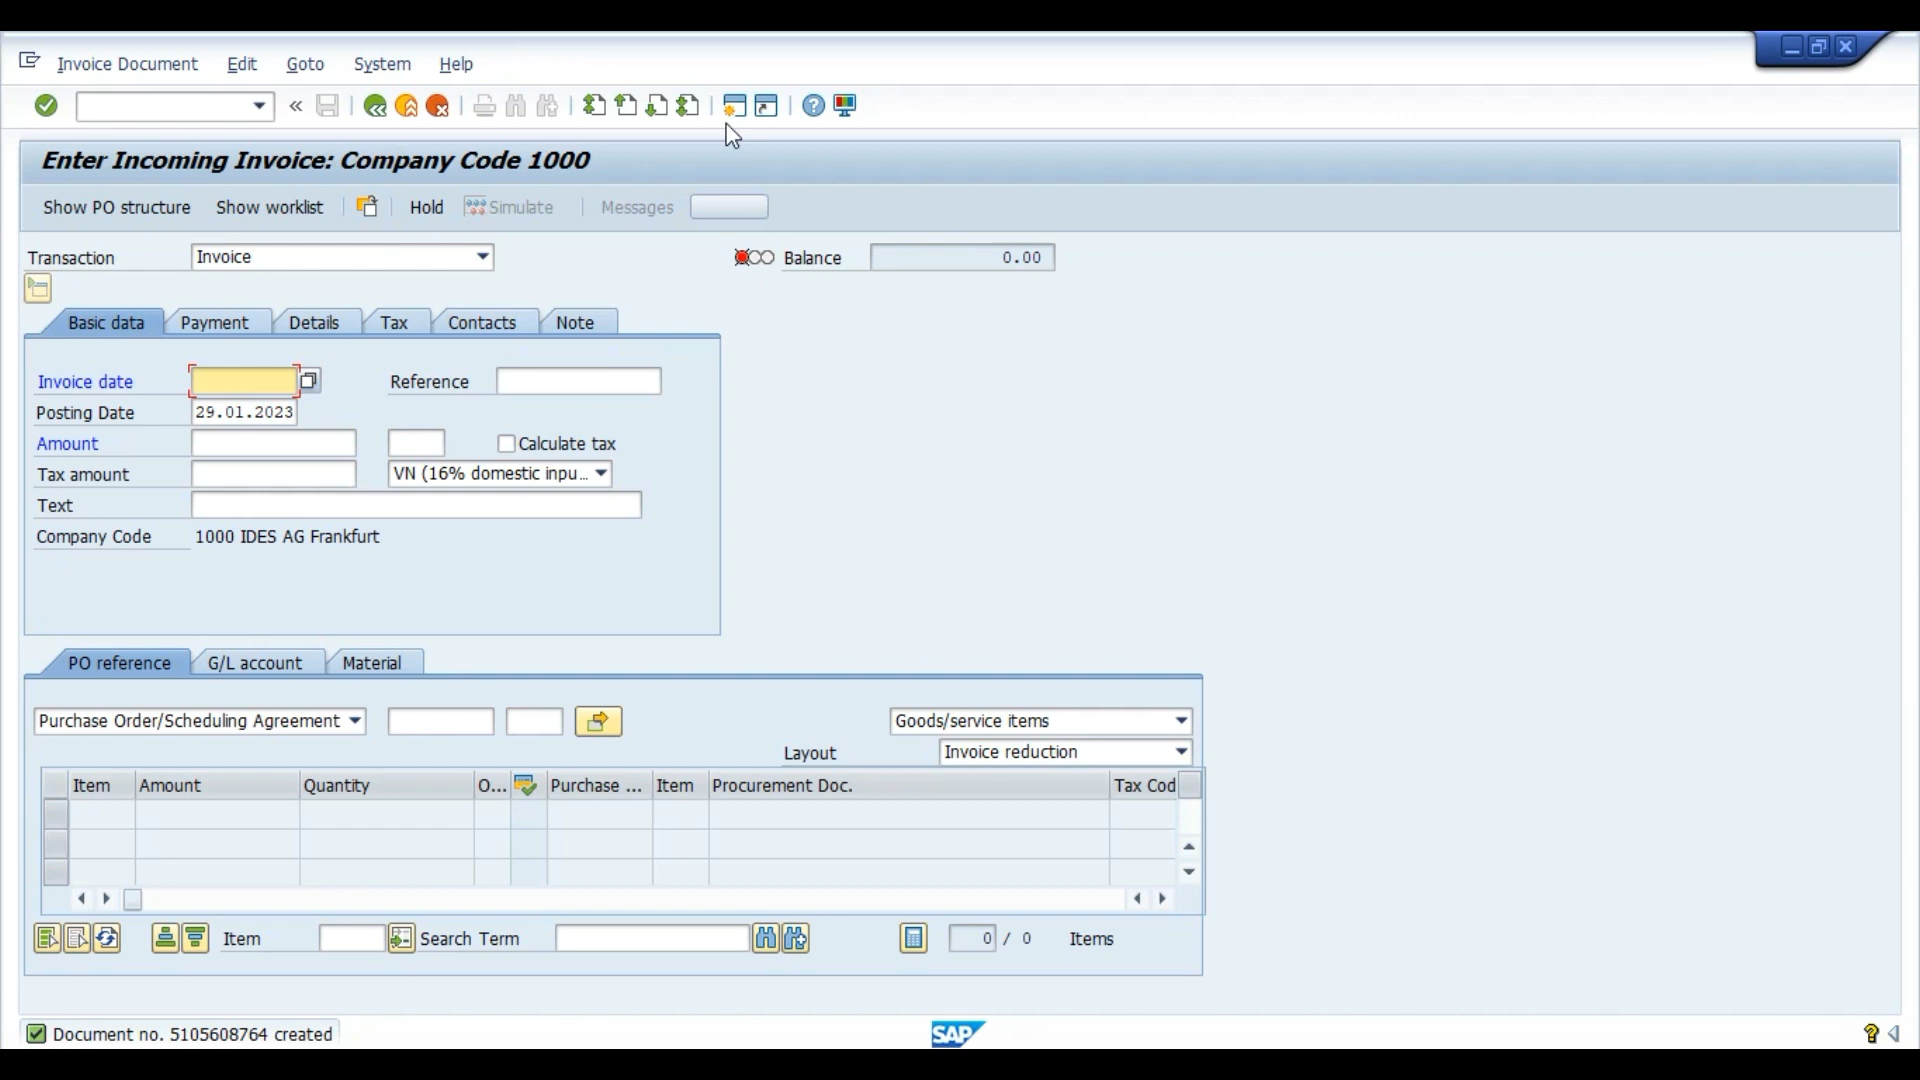 Invoice Document Edit Goto System Help
Enter Incoming Invoice: Company Code 1000
Show PO structure Show worklist Hold Simulate Messages
Transaction Invoice Balance 0.00
Basic data Payment Details Tax Contacts Note
Invoice date Reference
Posting Date 29.01.2023
Amount Calculate tax
Tax amount VN (16% domestic inpu...
Text
Company Code 1000 IDES AG Frankfurt
PO reference G/L account Material
Purchase Order/Scheduling Agreement Goods/service items
Layout Invoice reduction
Item Amount Quantity O... Purchase ... Item Procurement Doc. Tax Cod
Item Search Term 0 / 0 Items
Document no. 5105608764 created SAP